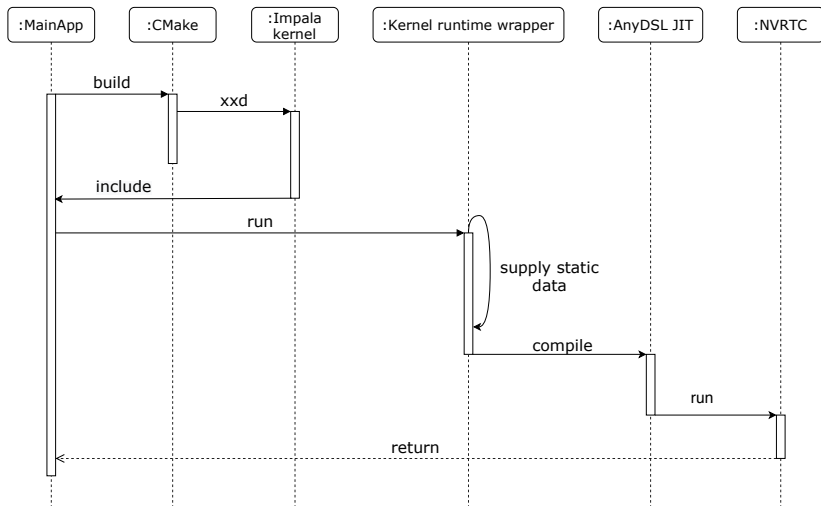 :MainApp
:CMake
:Impala
kernel
:Kernel runtime wrapper
:AnyDSL JIT
:NVRTC
build
xxd
include
run
supply static
data
compile
run
return